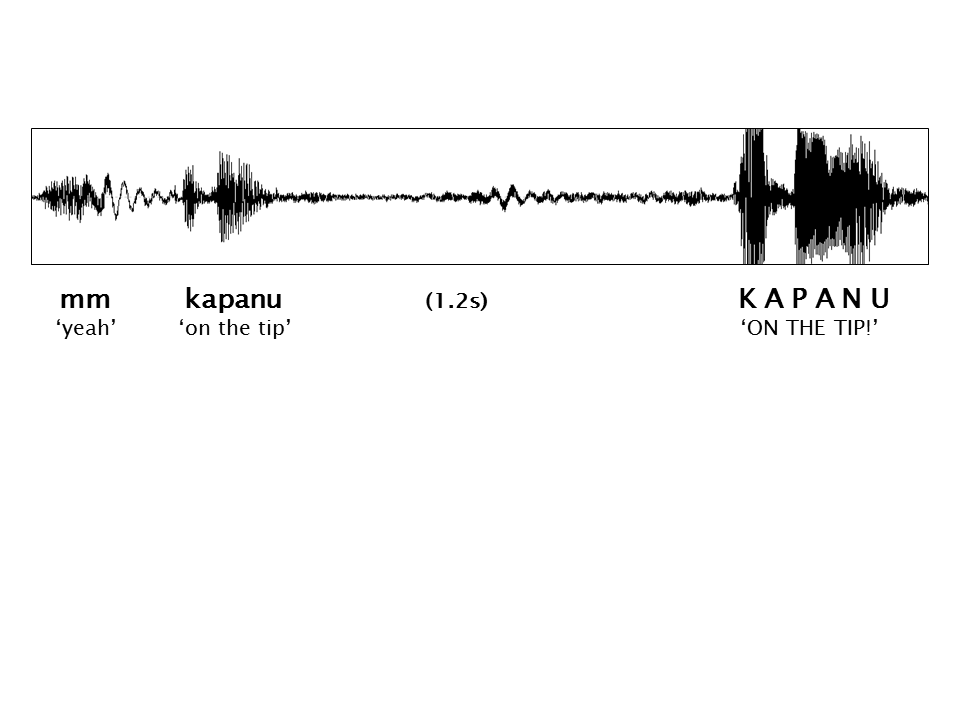 mm kapanu (1.2s) K A P A N U
‘yeah’ ‘on the tip’ ‘ON THE TIP!’